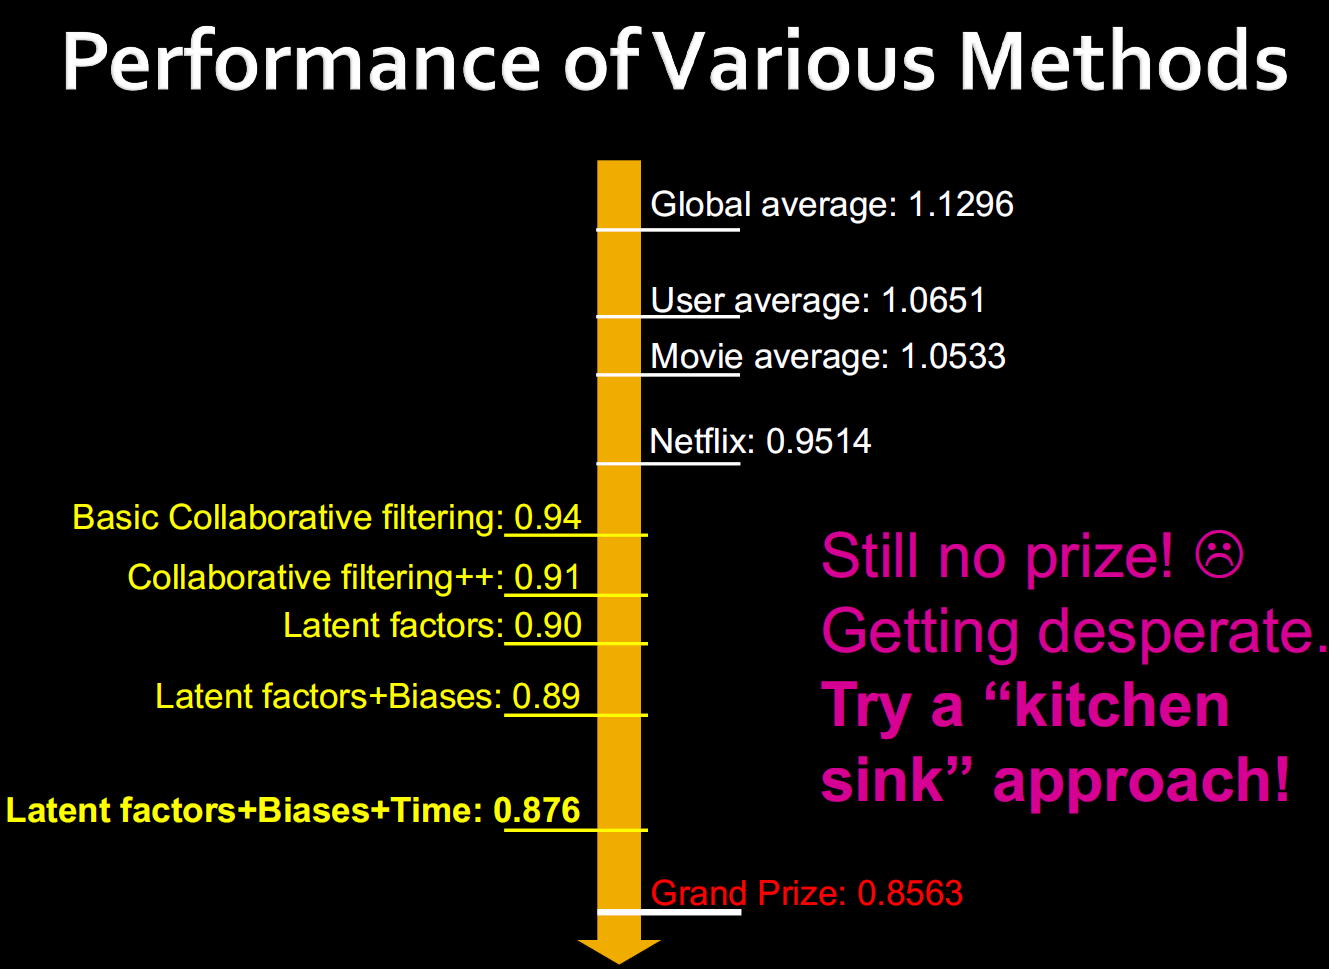 Performance of Various Methods
Global average: 1.1296
User average: 1.0651
Movie average: 1.0533
Netflix: 0.9514
Basic Collaborative filtering: 0.94
Collaborative filtering++: 0.91
Latent factors: 0.90
Latent factors+Biases: 0.89
Latent factors+Biases+Time: 0.876
Still no prize! ☹
Getting desperate.
Try a “kitchen
sink” approach!
Grand Prize: 0.8563